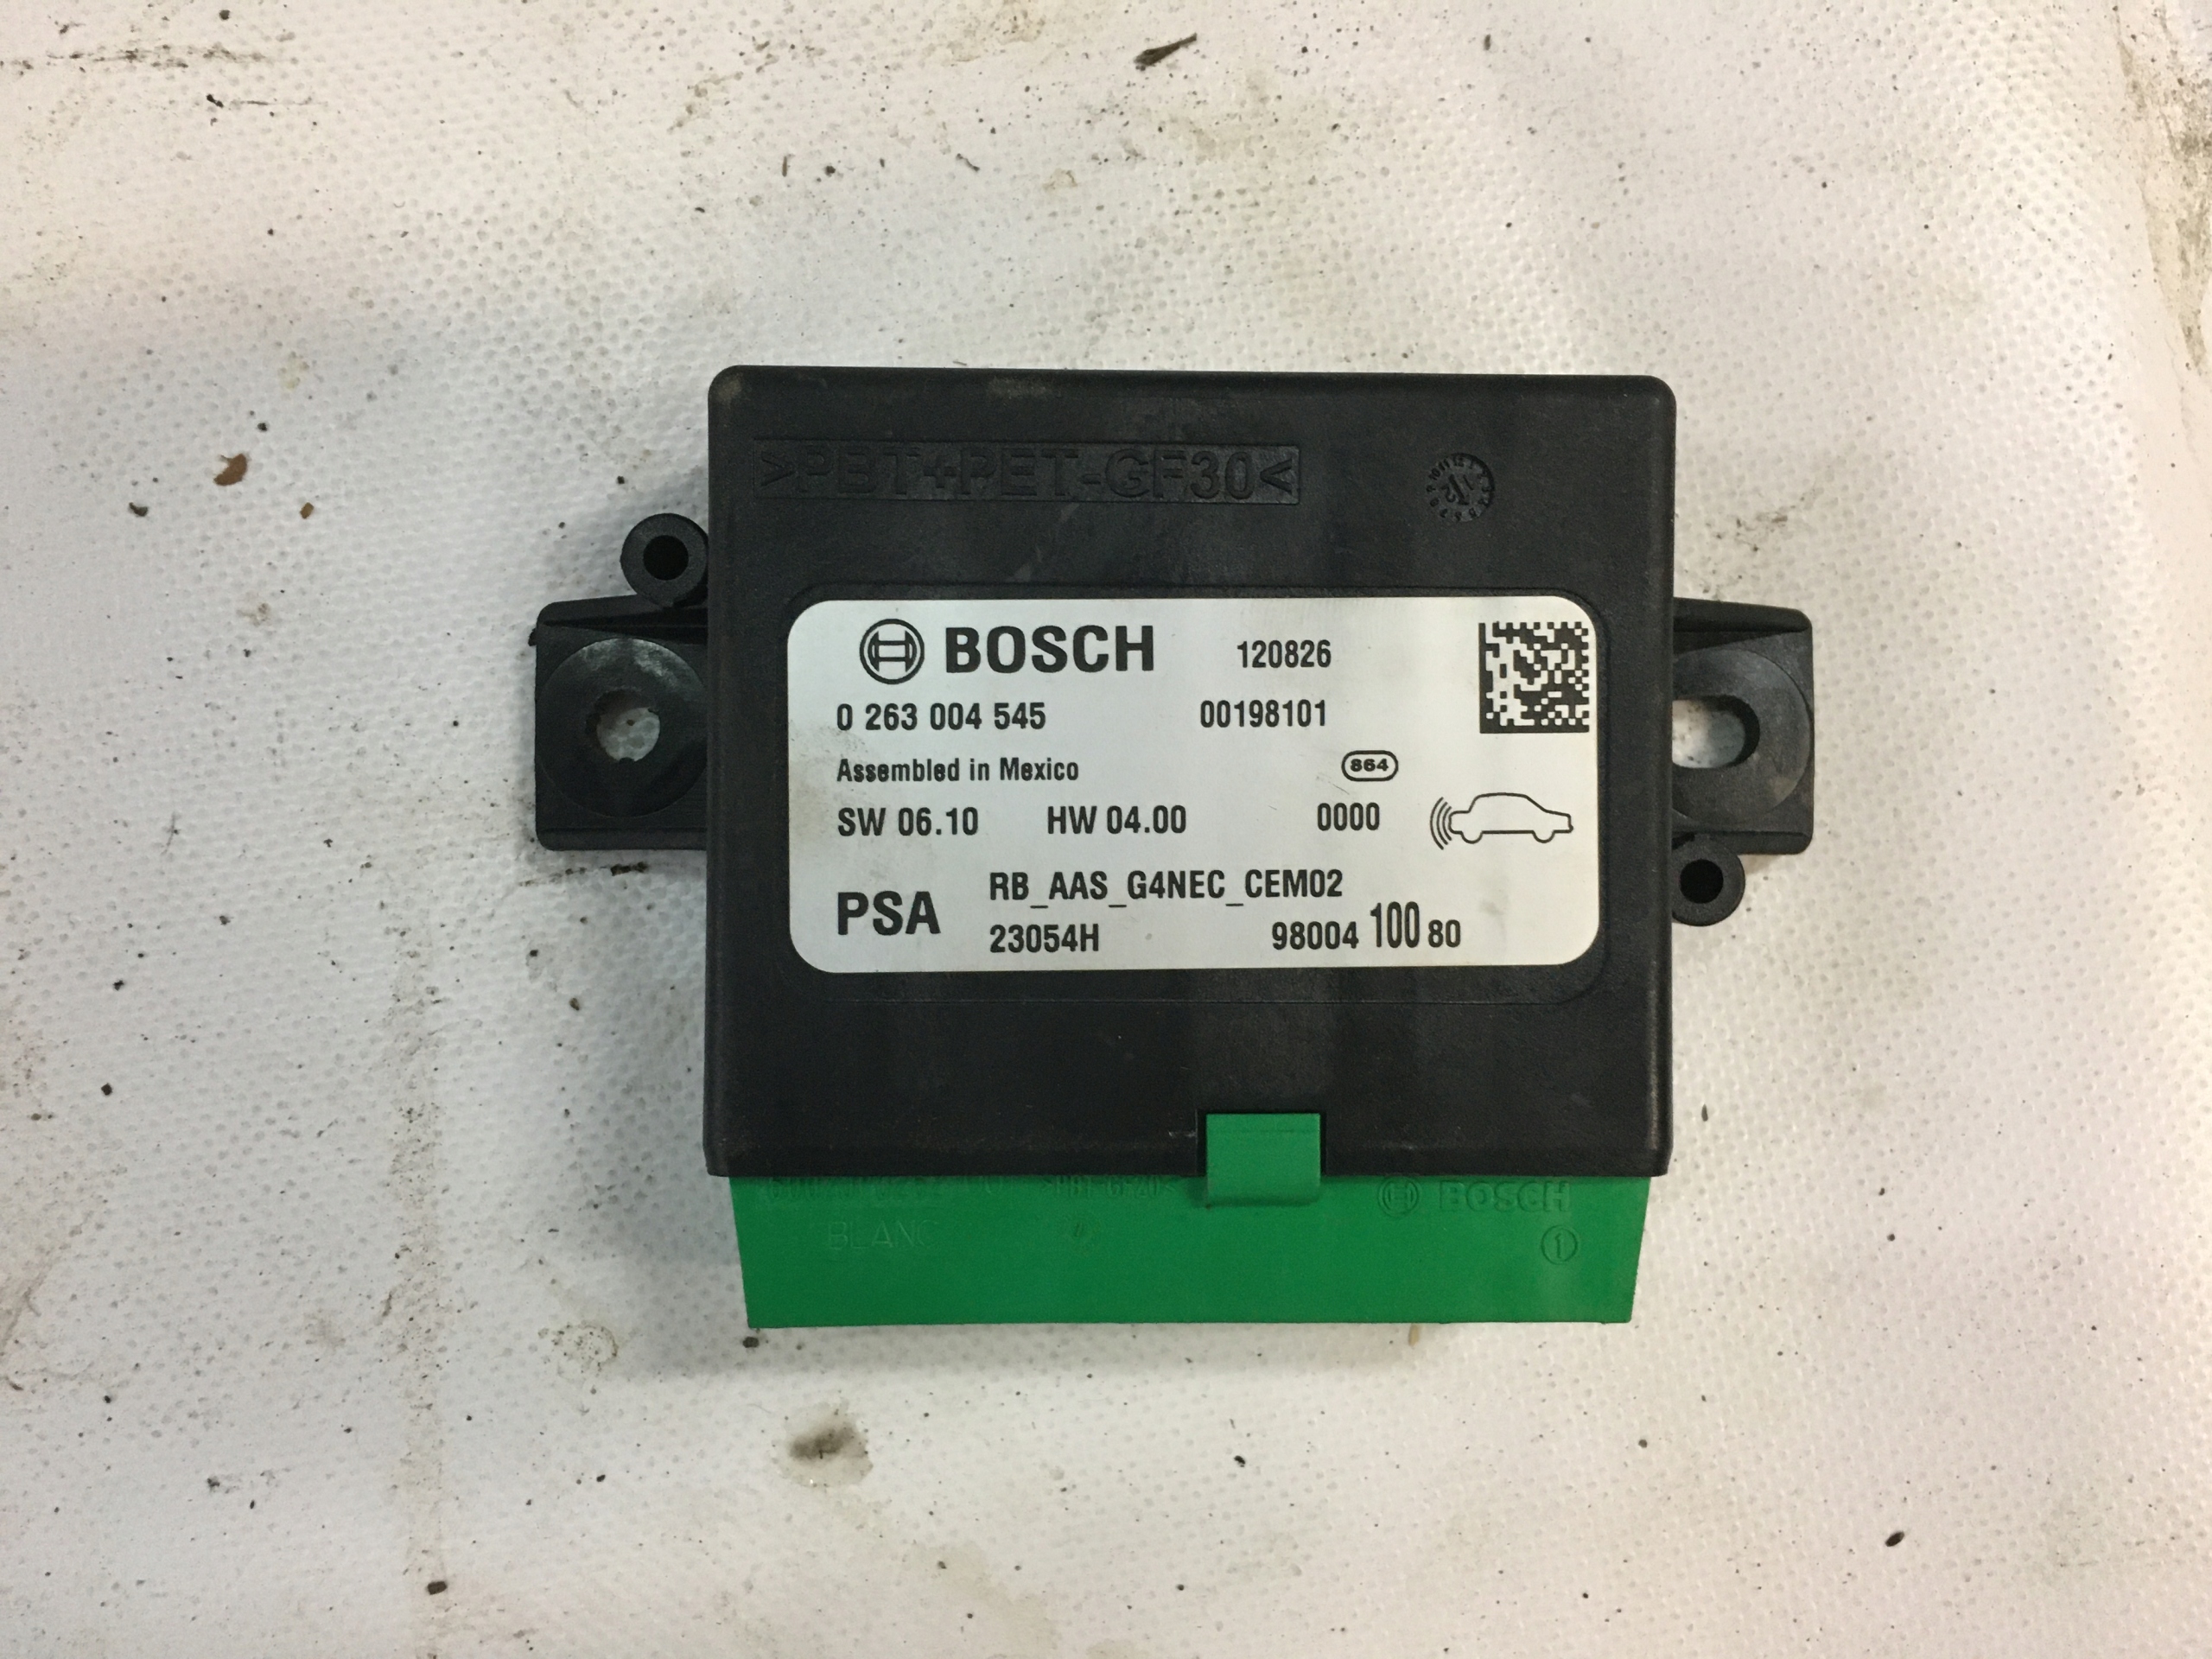 >PBT+PET-GF30<
BOSCH 120826
0 263 004 545 00198101
Assembled in Mexico 864
SW 06.10 HW 04.00 0000
PSA RB_AAS_G4NEC_CEM02
23054H 98004 100 80
BOSCH
BLANC
1